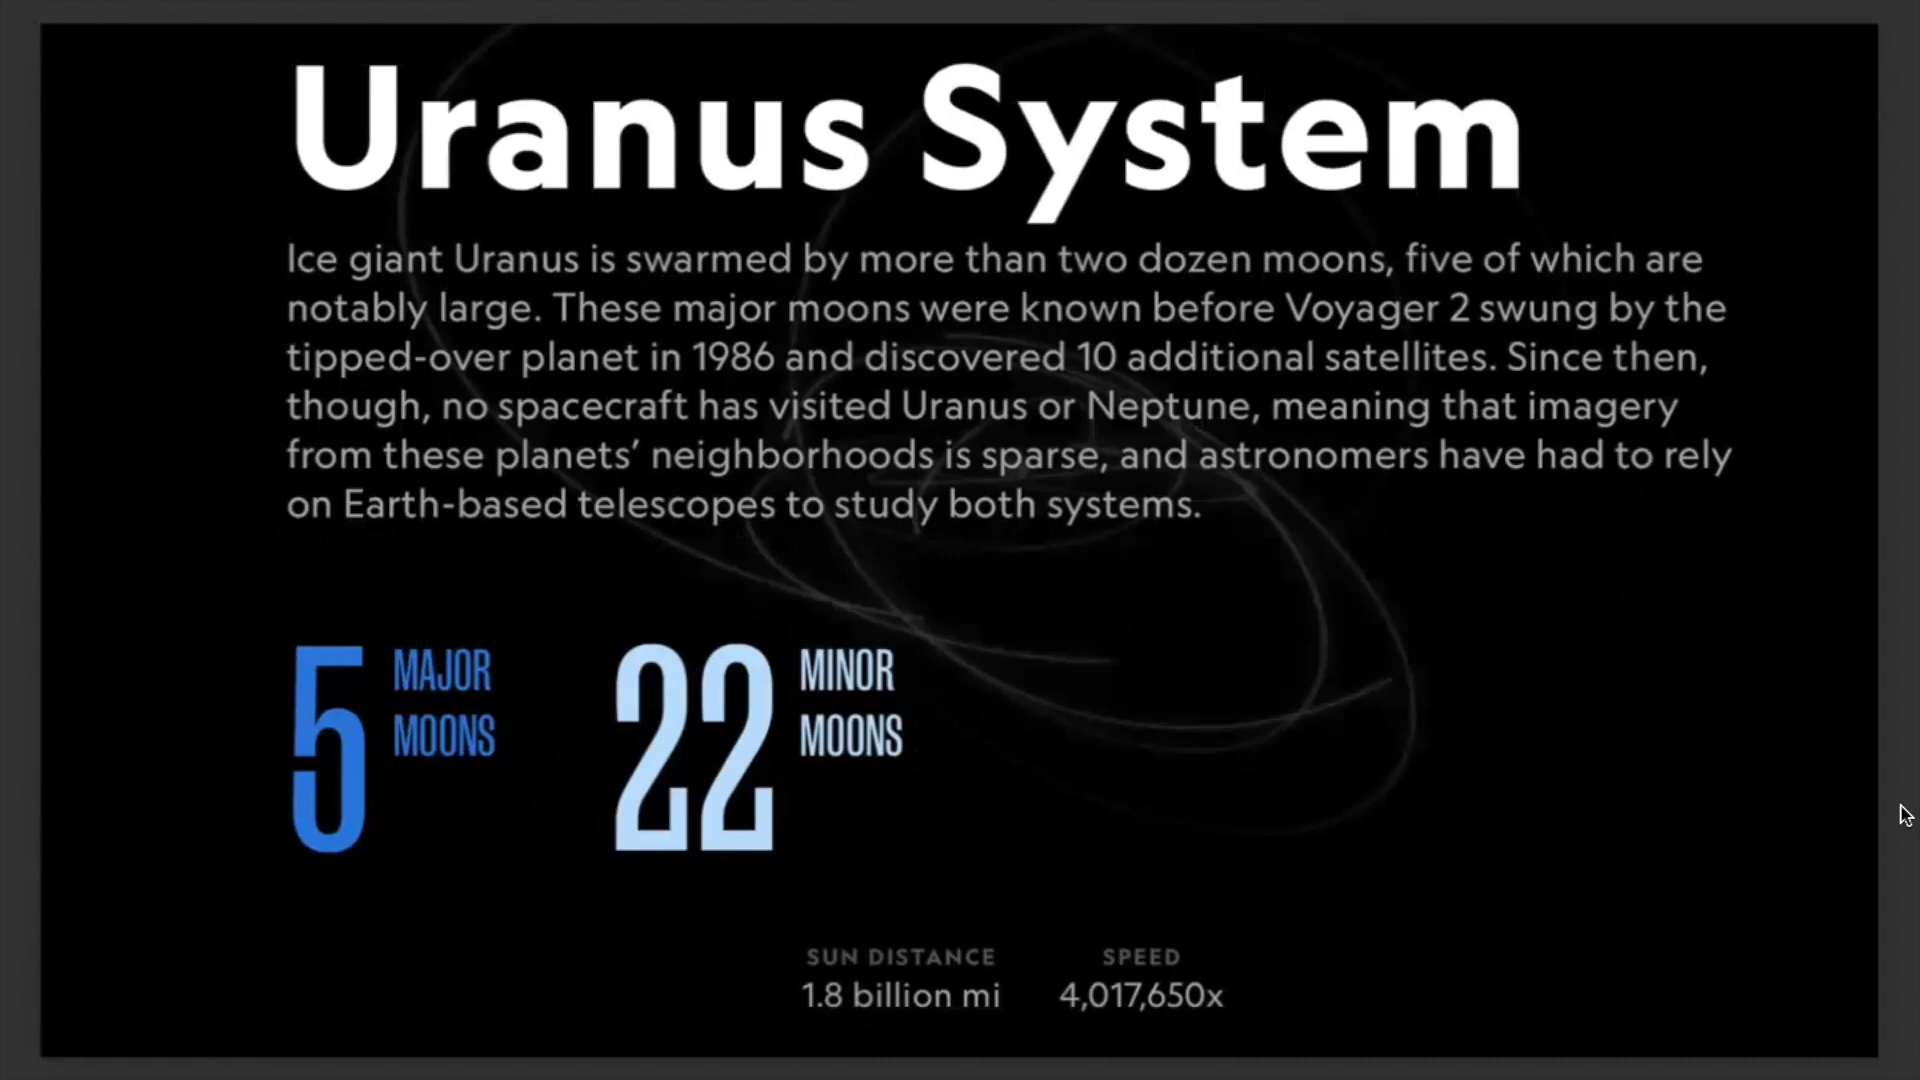 Uranus System
Ice giant Uranus is swarmed by more than two dozen moons, five of which are
notably large. These major moons were known before Voyager 2 swung by the
tipped-over planet in 1986 and discovered 10 additional satellites. Since then,
though, no spacecraft has visited Uranus or Neptune, meaning that imagery
from these planets’ neighborhoods is sparse, and astronomers have had to rely
on Earth-based telescopes to study both systems.
5 MAJOR
MOONS
22 MINOR
MOONS
SUN DISTANCE
1.8 billion mi
SPEED
4,017,650x